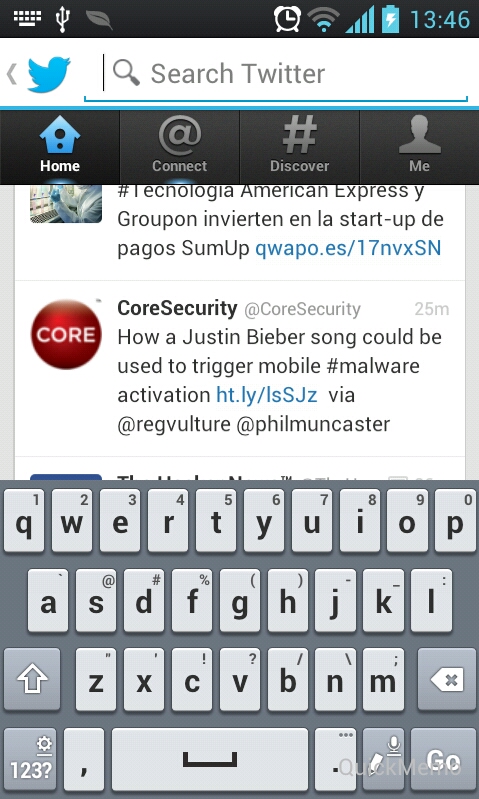 13:46
Search Twitter
Home
Connect
Discover
Me
#Tecnología American Express y
Groupon invierten en la start-up de
pagos SumUp qwapo.es/17nvxSN
CORE
CoreSecurity @CoreSecurity 25m
How a Justin Bieber song could be
used to trigger mobile #malware
activation ht.ly/lsSJz via
@regvulture @philmuncaster
1 2 3 4 5 6 7 8 9 0
q w e r t y u i o p
` @ # % ( ) - _ :
a s d f g h j k l
" ' ! ? / \ ;
z x c v b n m
123? , . Go
QuickMemo